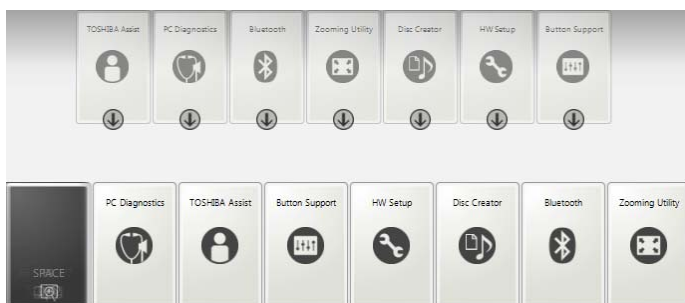 TOSHIBA Assist
PC Diagnostics
Bluetooth
Zooming Utility
Disc Creator
HW Setup
Button Support
PC Diagnostics
TOSHIBA Assist
Button Support
HW Setup
Disc Creator
Bluetooth
Zooming Utility
SPACE